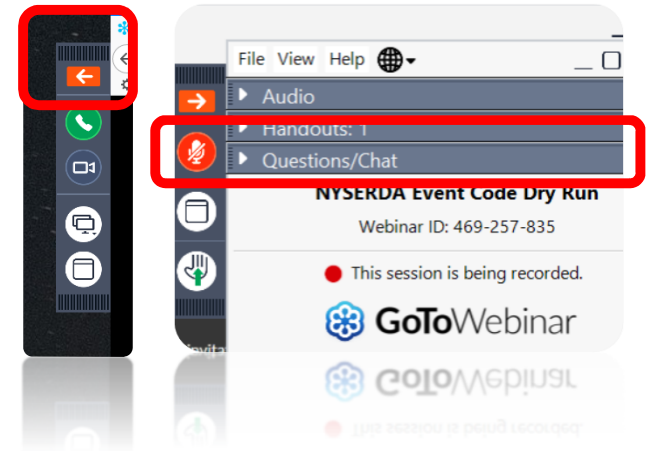 File View Help
Audio
Handouts: 1
Questions/Chat
NYSERDA Event Code Dry Run
Webinar ID: 469-257-835
This session is being recorded.
GoToWebinar